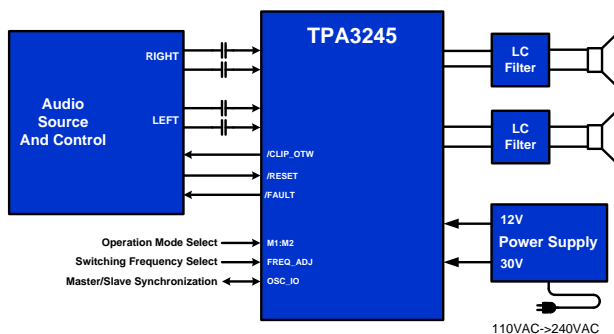 TPA3245
RIGHT
Audio
Source
And Control
LEFT
/CLIP_OTW
/RESET
/FAULT
Operation Mode Select
M1:M2
Switching Frequency Select
FREQ_ADJ
Master/Slave Synchronization
OSC_IO
LC
Filter
LC
Filter
12V
Power Supply
30V
110VAC->240VAC